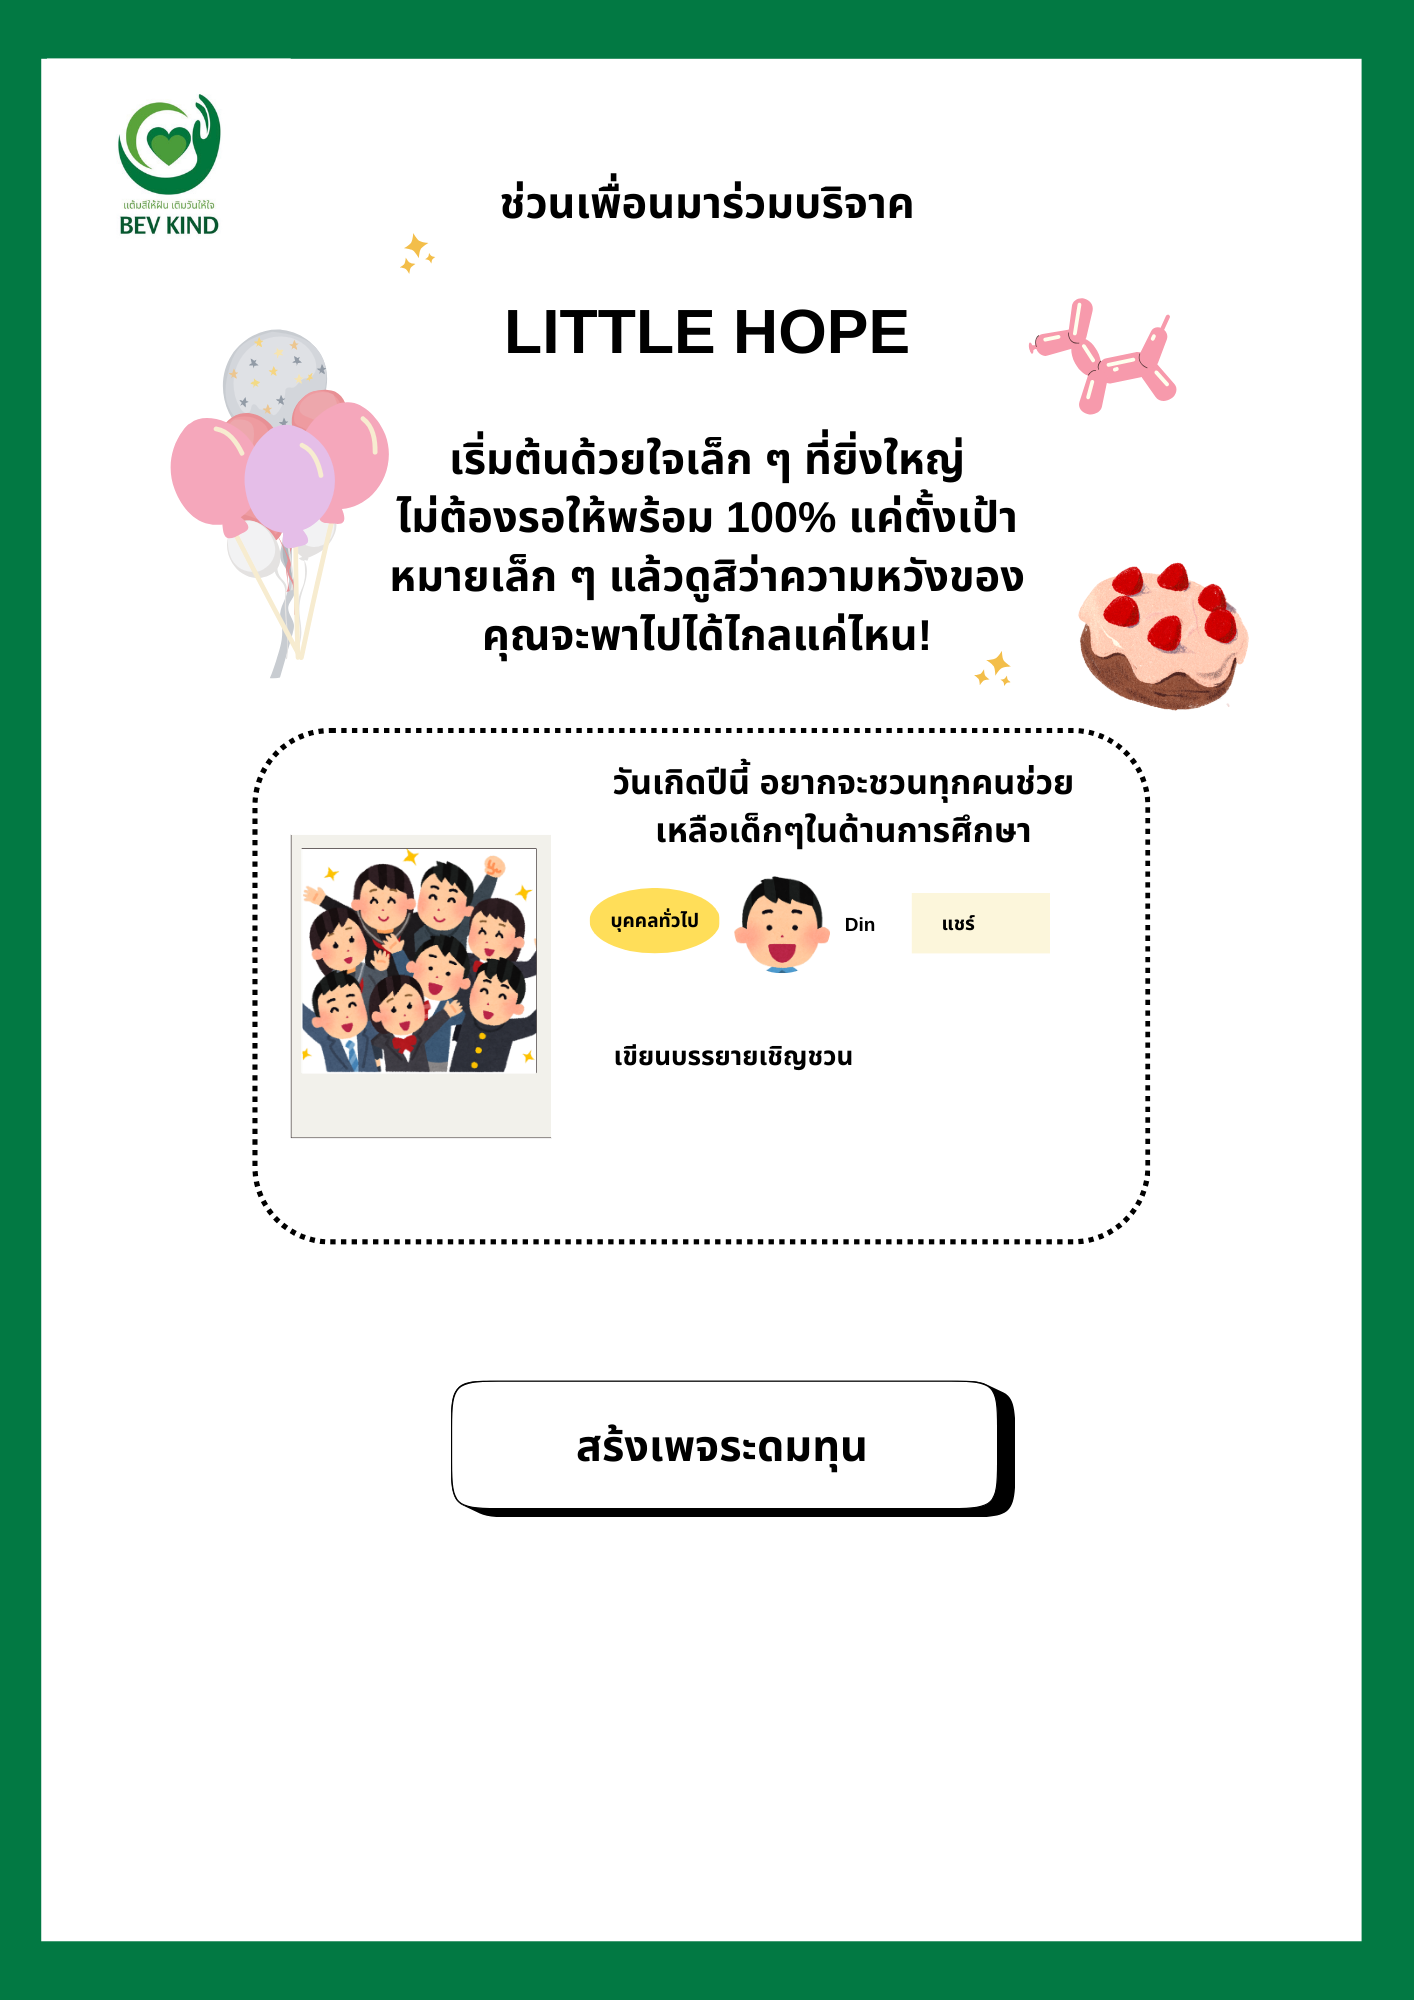 แต้มสีให้ฝัน เติมวันให้ใจ
BEV KIND
ช่วนเพื่อนมาร่วมบริจาค
LITTLE HOPE
เริ่มต้นด้วยใจเล็ก ๆ ที่ยิ่งใหญ่
ไม่ต้องรอให้พร้อม 100% แค่ตั้งเป้า
หมายเล็ก ๆ แล้วดูสิว่าความหวังของ
คุณจะพาไปได้ไกลแค่ไหน!
วันเกิดปีนี้ อยากจะชวนทุกคนช่วย
เหลือเด็กๆในด้านการศึกษา
บุคคลทั่วไป
Din
แชร์
เขียนบรรยายเชิญชวน
สร้งเพจระดมทุน